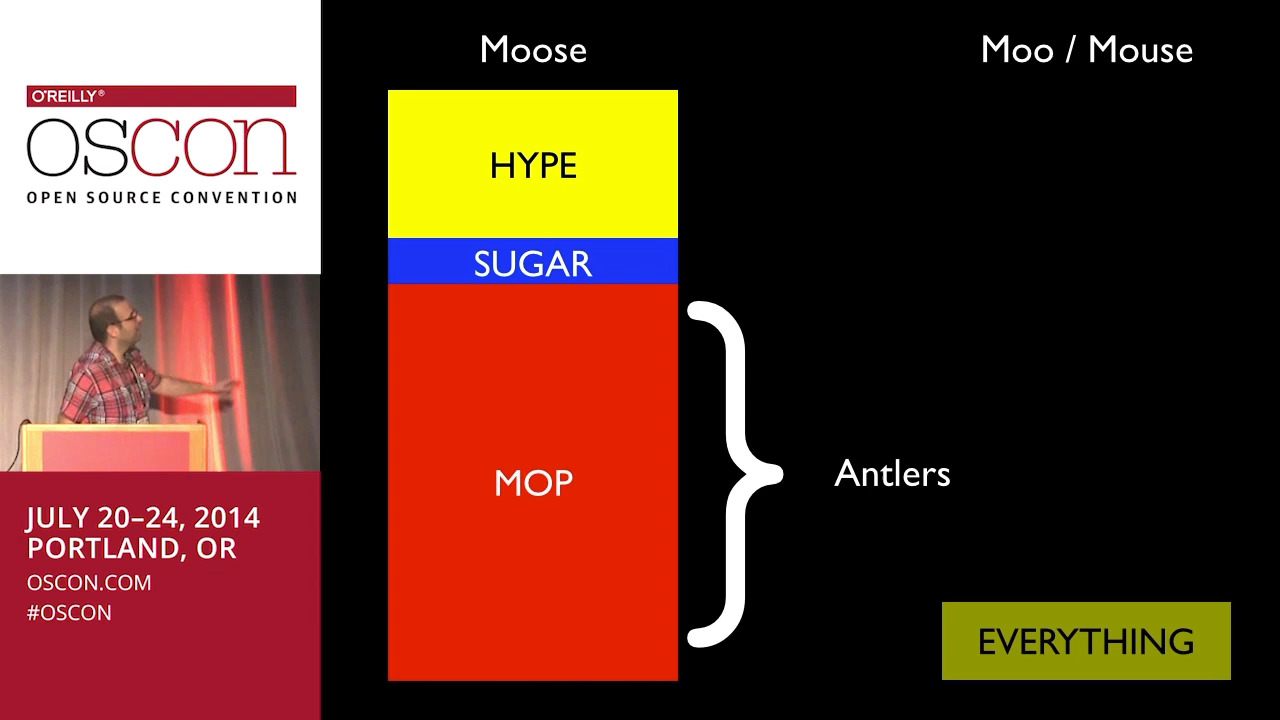 O'REILLY®
OSCON
OPEN SOURCE CONVENTION
JULY 20–24, 2014
PORTLAND, OR
OSCON.COM
#OSCON
Moose
Moo / Mouse
HYPE
SUGAR
MOP
Antlers
EVERYTHING